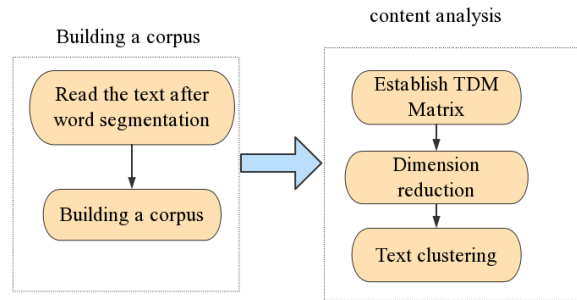 Building a corpus
Read the text after
word segmentation
Building a corpus
content analysis
Establish TDM
Matrix
Dimension
reduction
Text clustering